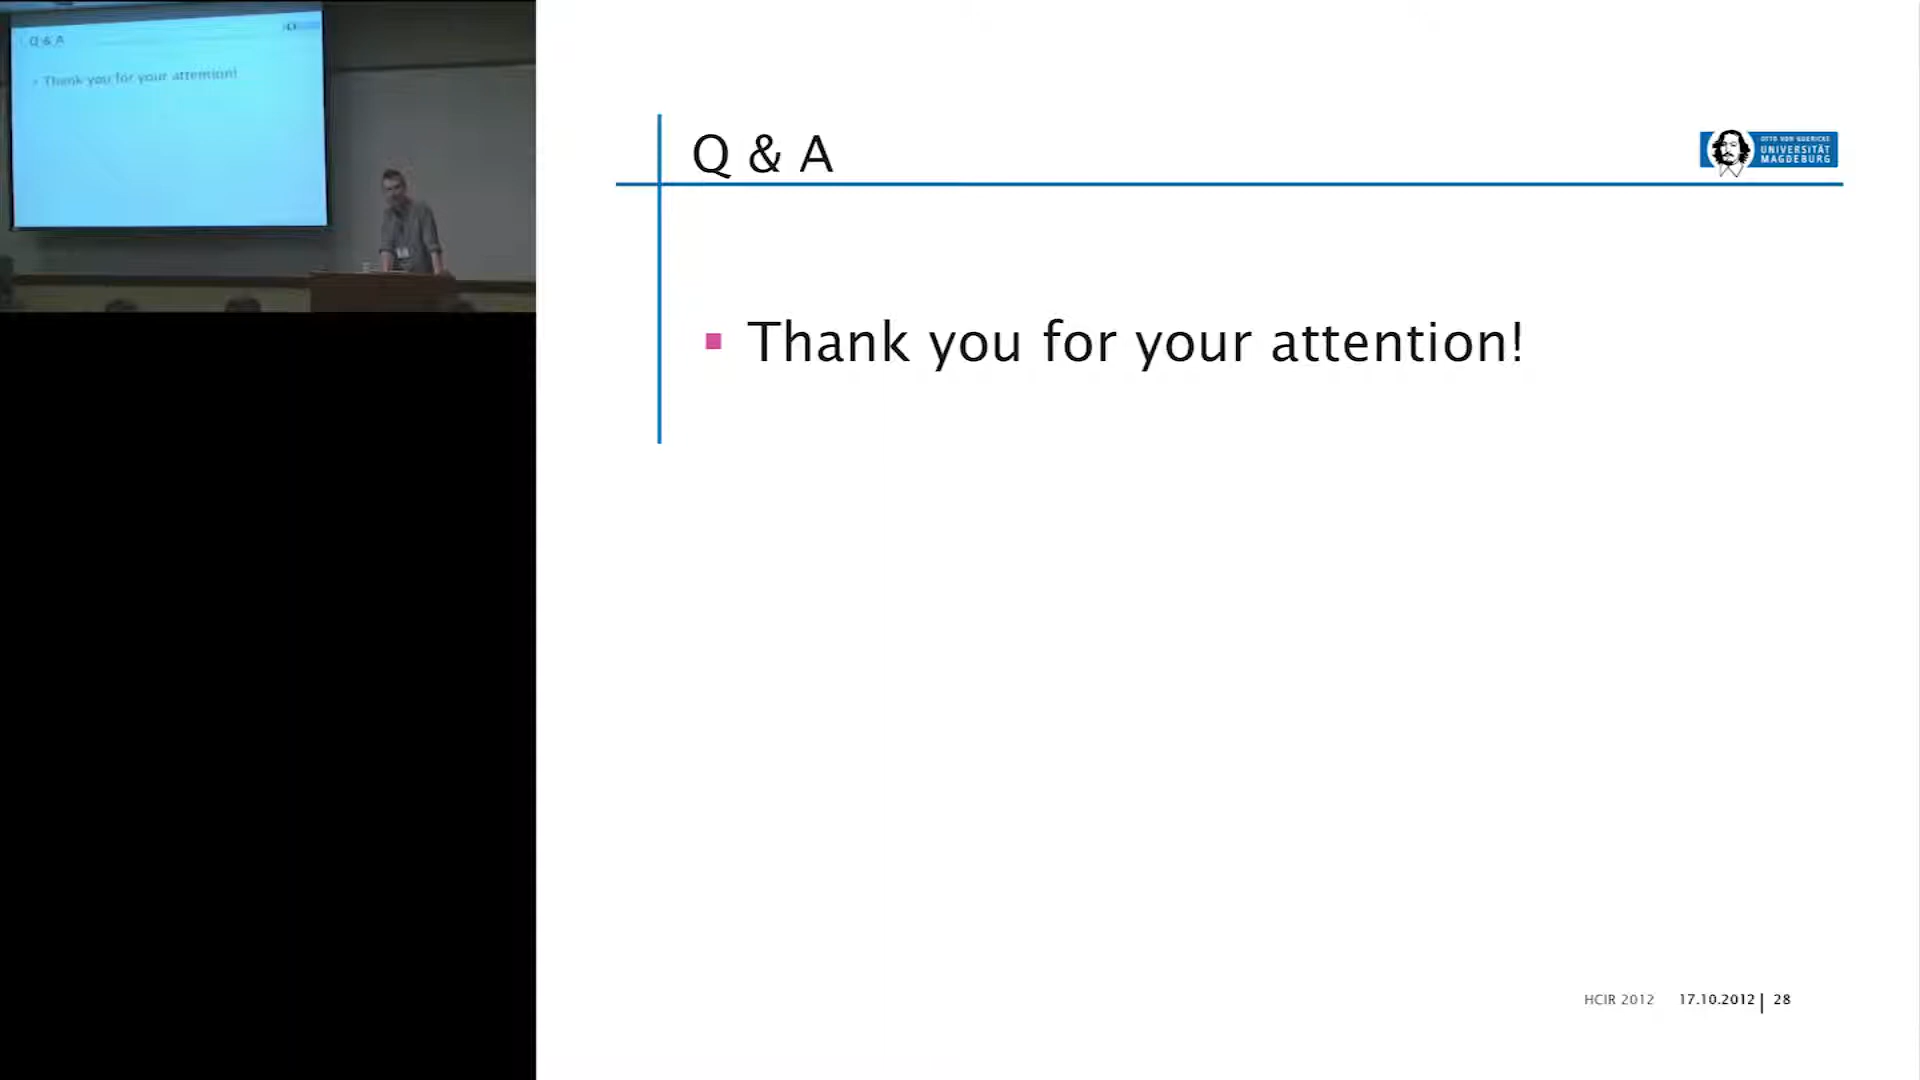 Q & A
Thank you for your attention!
Q & A
OTTO VON GUERICKE
UNIVERSITÄT
MAGDEBURG
Thank you for your attention!
HCIR 2012 17.10.2012 | 28